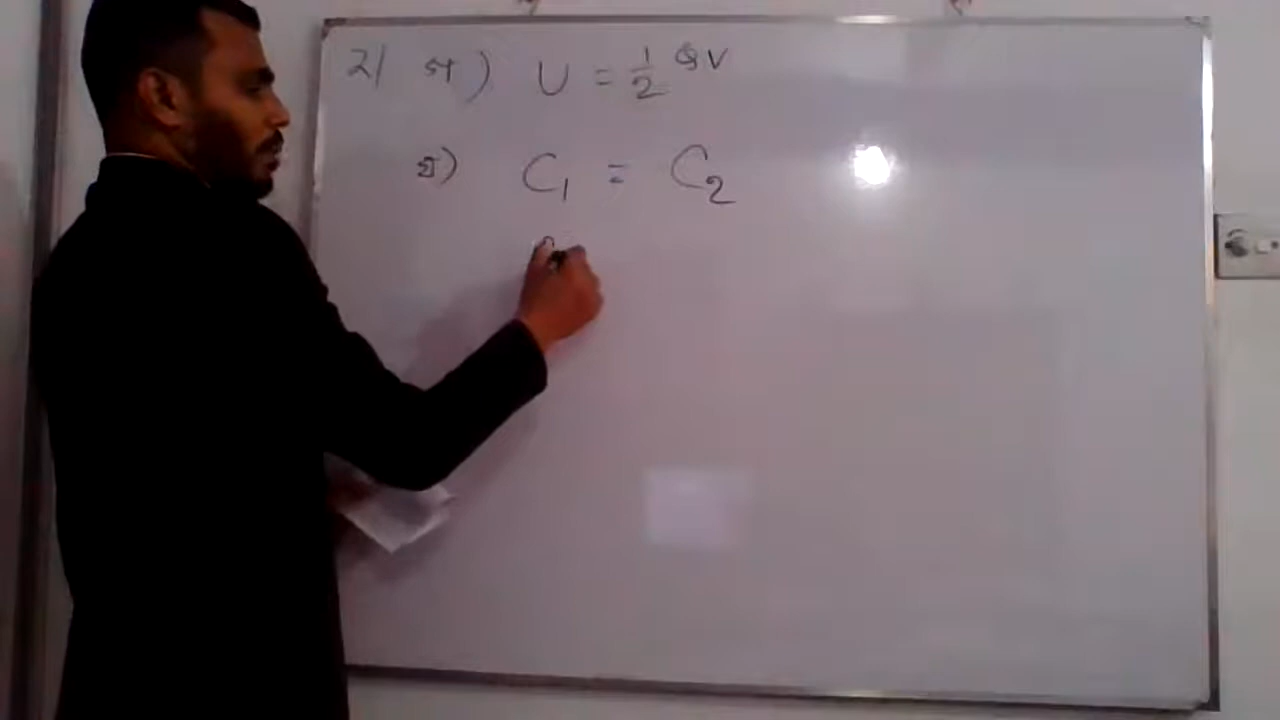 ২। গ) U = 1/2 QV
ঘ) C₁ = C₂